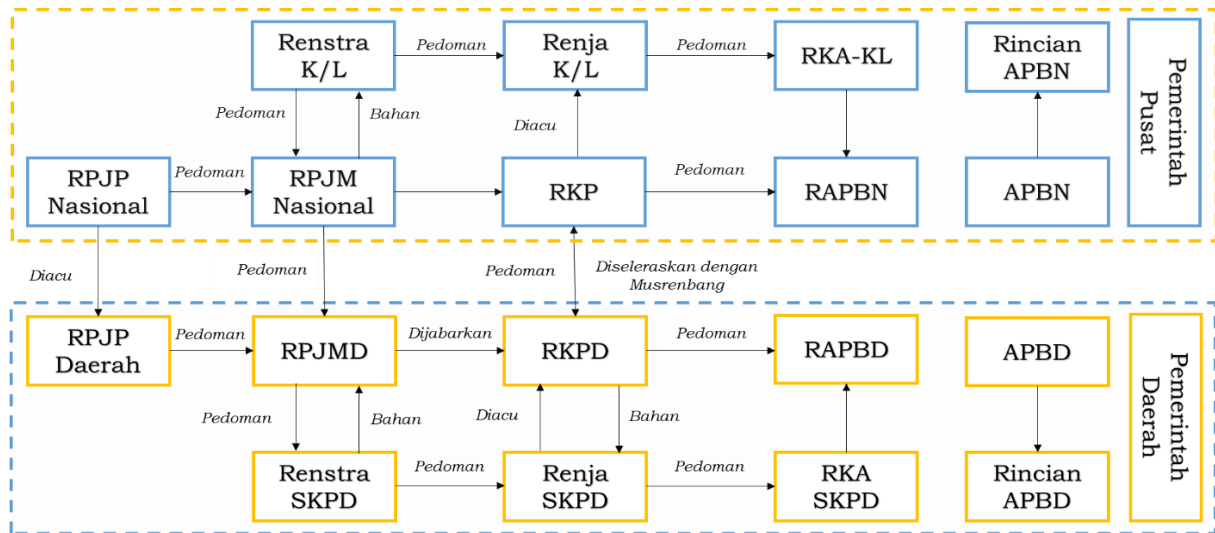 Renstra
K/L
Pedoman
Renja
K/L
Pedoman
RKA-KL
Rincian
APBN
Pemerintah
Pusat
Pedoman
Bahan
Diacu
RPJP
Nasional
Pedoman
RPJM
Nasional
RKP
Pedoman
RAPBN
APBN
Diacu
Pedoman
Pedoman
Diseleraskan dengan
Musrenbang
RPJP
Daerah
Pedoman
RPJMD
Dijabarkan
RKPD
Pedoman
RAPBD
APBD
Pemerintah
Daerah
Pedoman
Bahan
Diacu
Bahan
Renstra
SKPD
Pedoman
Renja
SKPD
Pedoman
RKA
SKPD
Rincian
APBD